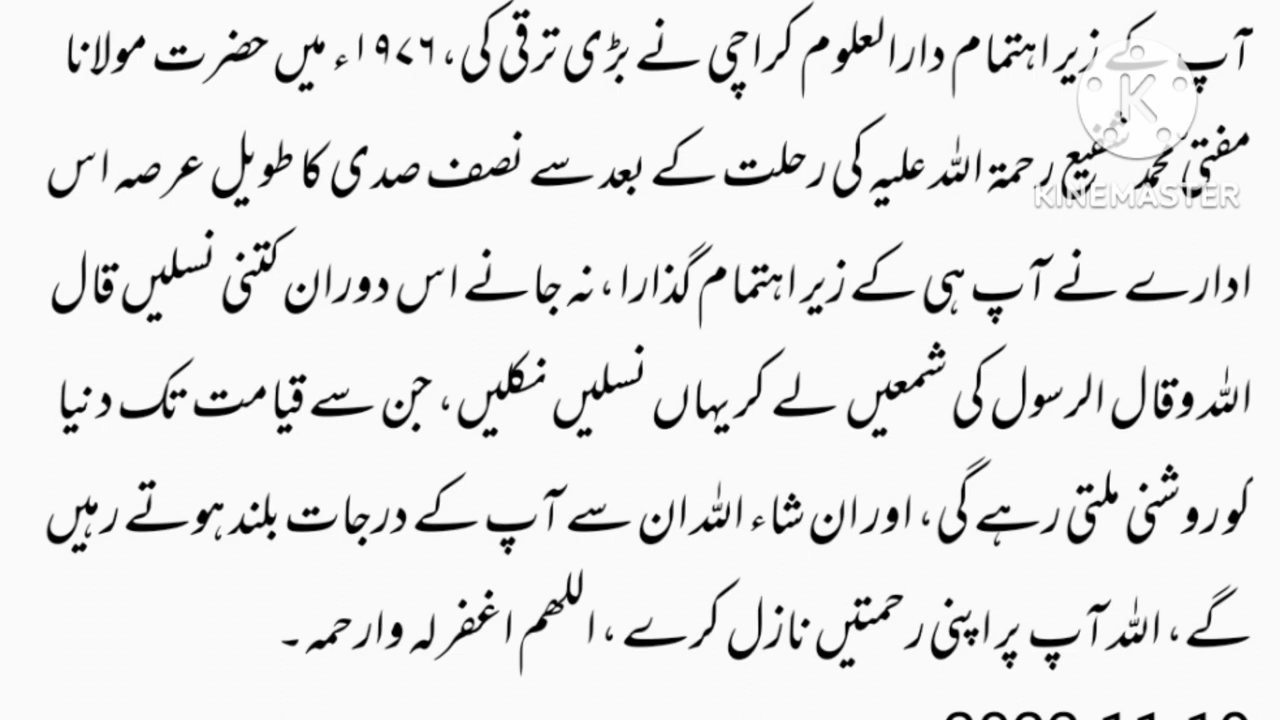 آپ کے زیر اہتمام دارالعلوم کراچی نے بڑی ترقی کی، ۱۹۷۶ء میں حضرت مولانا
مفتی محمد شفیع رحمۃ اللہ علیہ کی رحلت کے بعد سے نصف صدی کا طویل عرصہ اس
ادارے نے آپ ہی کے زیر اہتمام گذارا، نہ جانے اس دوران کتنی نسلیں قال
اللہ وقال الرسول کی شمعیں لے کر یہاں نسلیں نکلیں، جن سے قیامت تک دنیا
کو روشنی ملتی رہے گی، اور ان شاء اللہ ان سے آپ کے درجات بلند ہوتے رہیں
گے، اللہ آپ پر اپنی رحمتیں نازل کرے، اللھم اغفر لہ وارحمہ۔
K
KINEMASTER